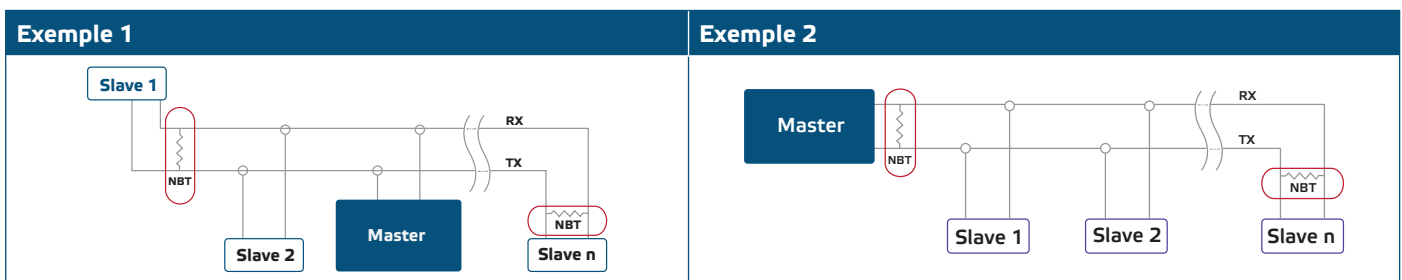 Exemple 1
Slave 1
RX
TX
NBT
NBT
Slave 2
Master
Slave n
Exemple 2
Master
RX
TX
NBT
NBT
Slave 1
Slave 2
Slave n